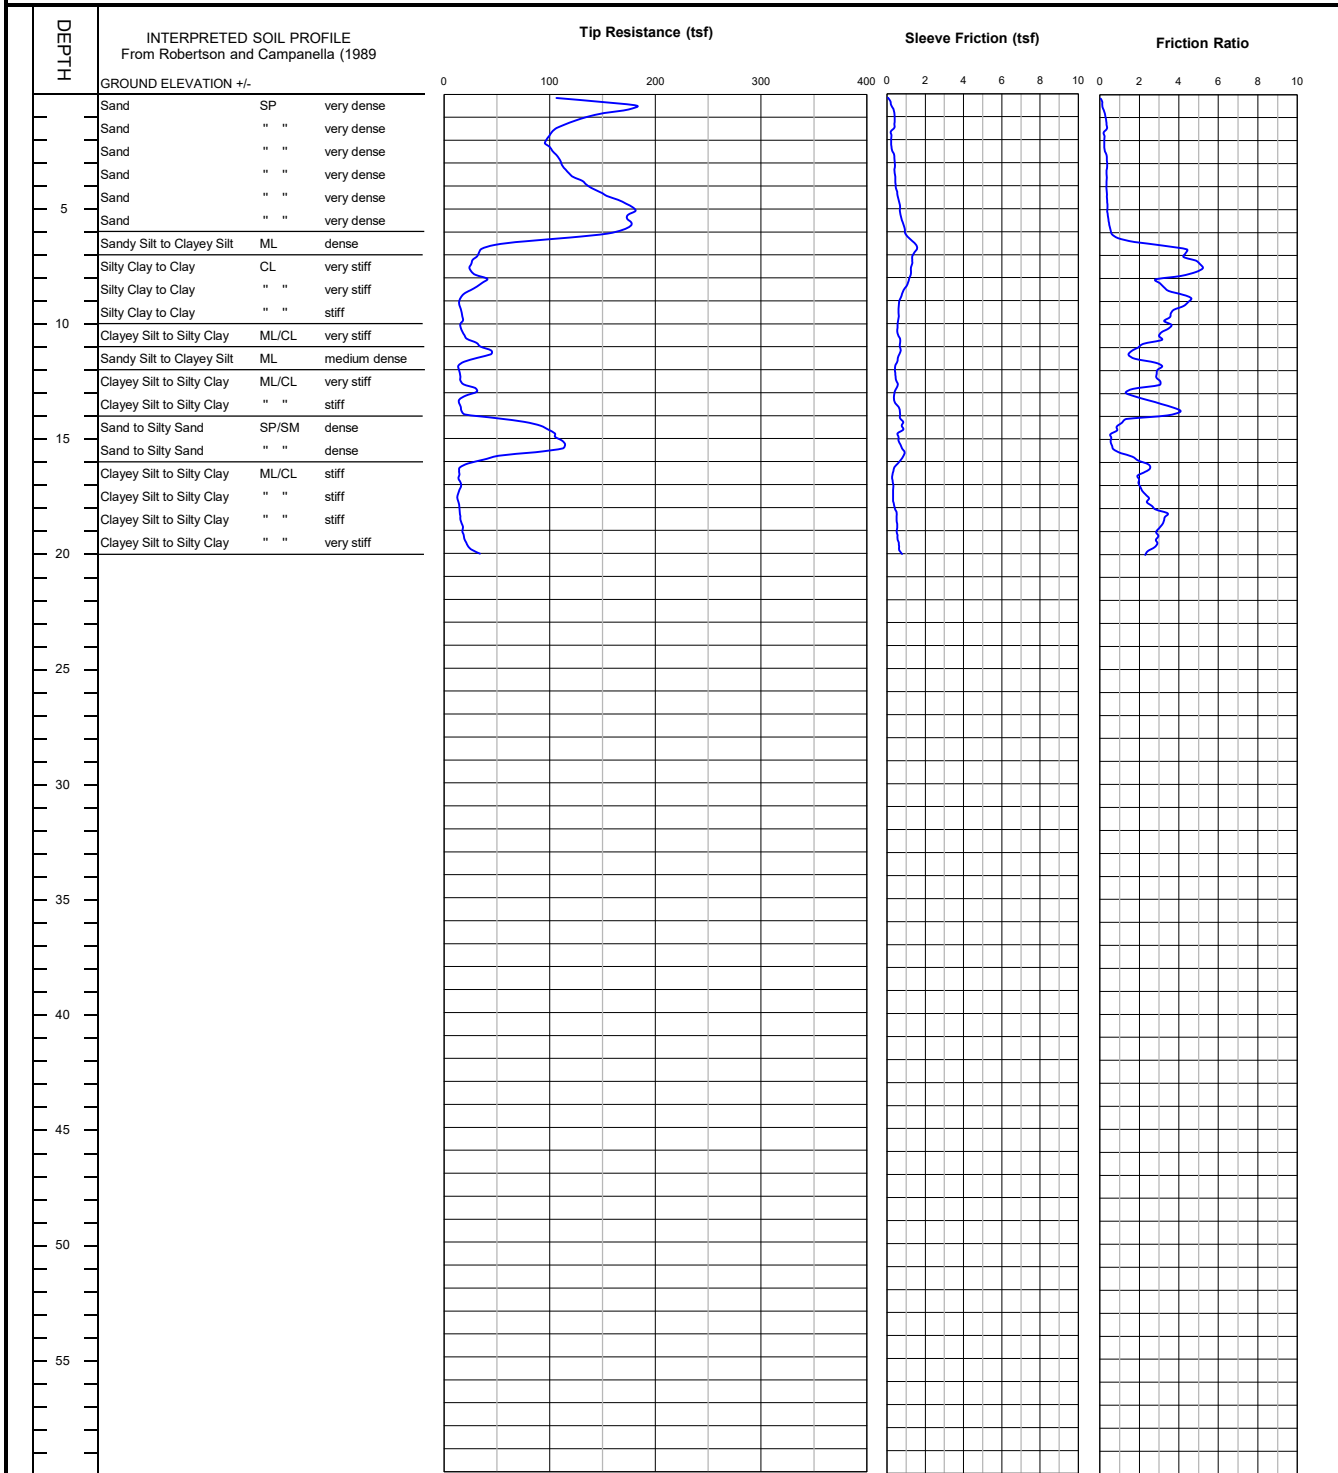 DEPTH
INTERPRETED SOIL PROFILE
From Robertson and Campanella (1989
GROUND ELEVATION +/-
Tip Resistance (tsf)
Sleeve Friction (tsf)
Friction Ratio
0 100 200 300 400
0 2 4 6 8 10
0 2 4 6 8 10
Sand SP very dense
Sand " " very dense
Sand " " very dense
Sand " " very dense
5 Sand " " very dense
Sand " " very dense
Sandy Silt to Clayey Silt ML dense
Silty Clay to Clay CL very stiff
Silty Clay to Clay " " very stiff
10 Silty Clay to Clay " " stiff
Clayey Silt to Silty Clay ML/CL very stiff
Sandy Silt to Clayey Silt ML medium dense
Clayey Silt to Silty Clay ML/CL very stiff
Clayey Silt to Silty Clay " " stiff
15 Sand to Silty Sand SP/SM dense
Sand to Silty Sand " " dense
Clayey Silt to Silty Clay ML/CL stiff
Clayey Silt to Silty Clay " " stiff
Clayey Silt to Silty Clay " " stiff
20 Clayey Silt to Silty Clay " " very stiff
25
30
35
40
45
50
55